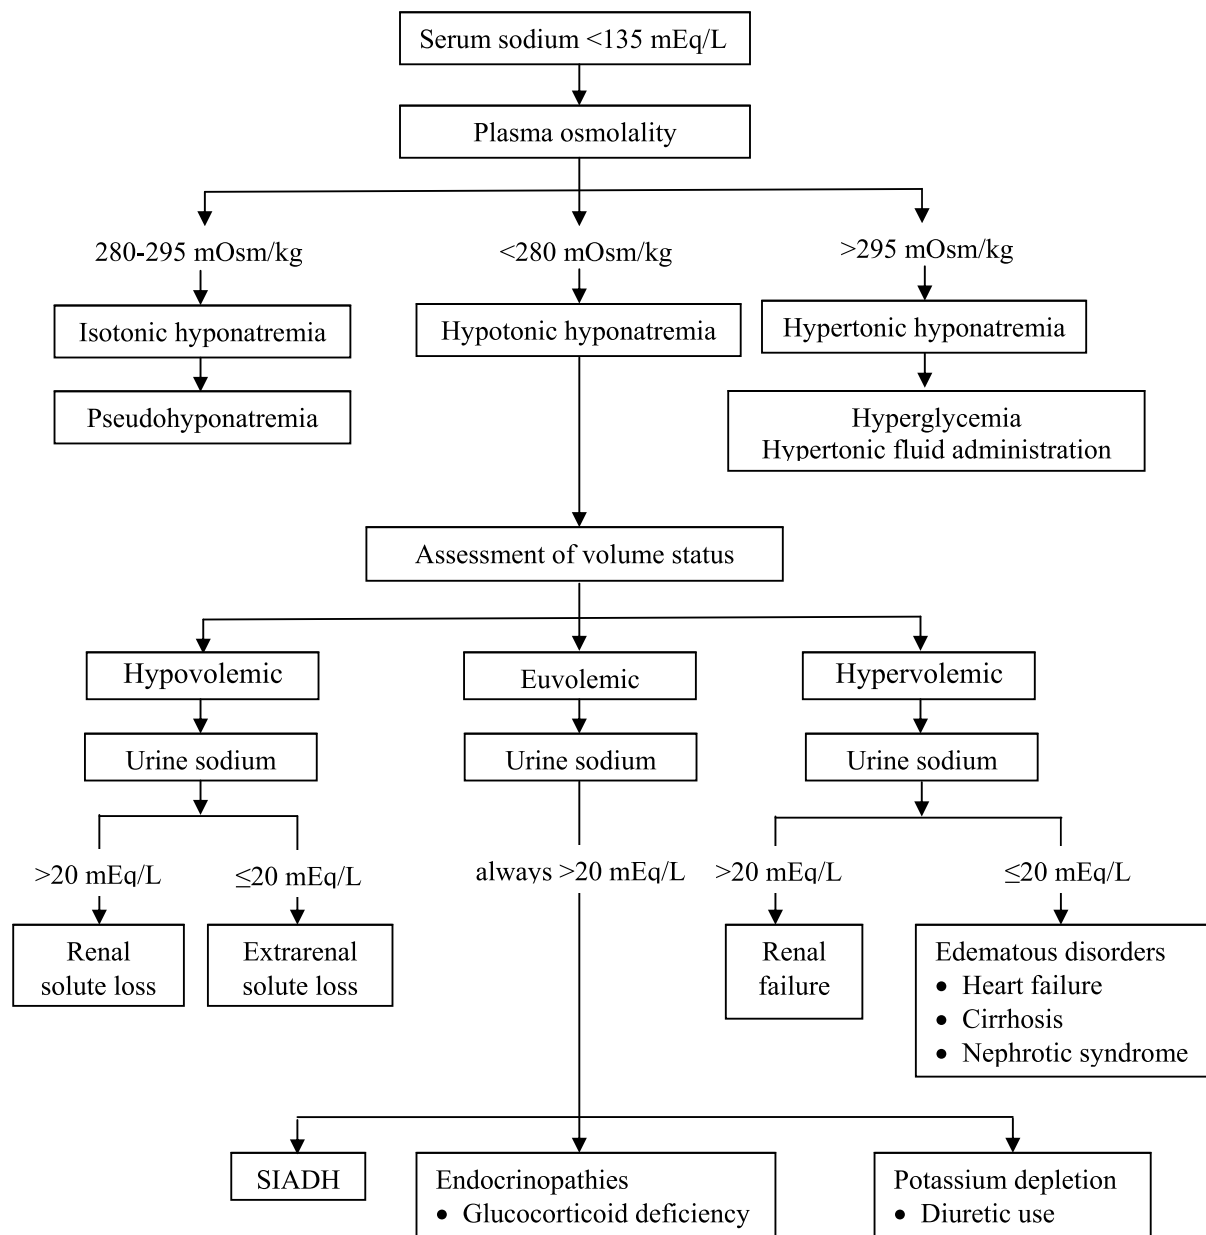 Serum sodium <135 mEq/L
Plasma osmolality
280-295 mOsm/kg
<280 mOsm/kg
>295 mOsm/kg
Isotonic hyponatremia
Hypotonic hyponatremia
Hypertonic hyponatremia
Pseudohyponatremia
Hyperglycemia
Hypertonic fluid administration
Assessment of volume status
Hypovolemic
Euvolemic
Hypervolemic
Urine sodium
Urine sodium
Urine sodium
>20 mEq/L
≤20 mEq/L
always >20 mEq/L
>20 mEq/L
≤20 mEq/L
Renal
solute loss
Extrarenal
solute loss
Renal
failure
Edematous disorders
• Heart failure
• Cirrhosis
• Nephrotic syndrome
SIADH
Endocrinopathies
• Glucocorticoid deficiency
Potassium depletion
• Diuretic use